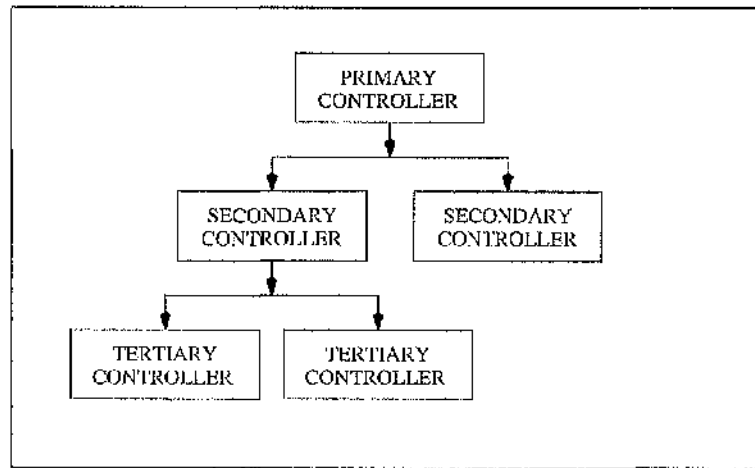 PRIMARY
CONTROLLER
SECONDARY
CONTROLLER
SECONDARY
CONTROLLER
TERTIARY
CONTROLLER
TERTIARY
CONTROLLER